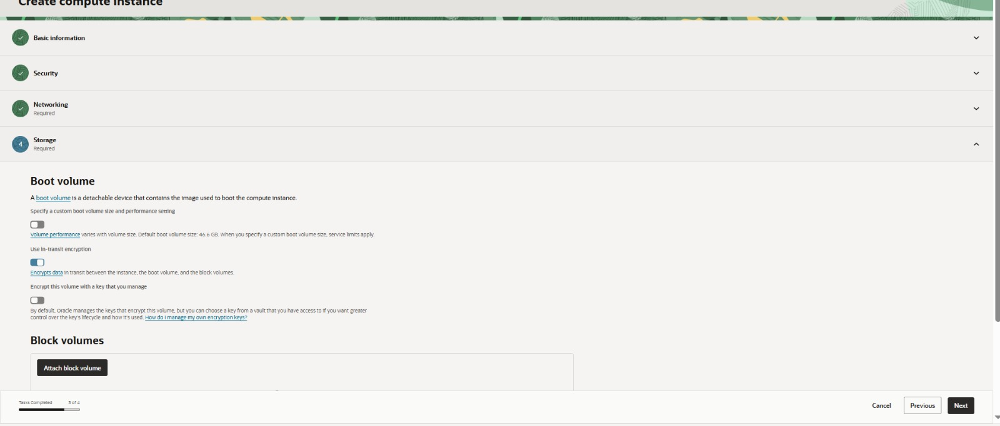 Create compute instance
Basic information
Security
Networking
Required
4
Storage
Required
Boot volume
A boot volume is a detachable device that contains the image used to boot the compute instance.
Specify a custom boot volume size and performance setting
Volume performance varies with volume size. Default boot volume size: 46.6 GB. When you specify a custom boot volume size, service limits apply.
Use in-transit encryption
Encrypts data in transit between the instance, the boot volume, and the block volumes.
Encrypt this volume with a key that you manage
By default, Oracle manages the keys that encrypt this volume, but you can choose a key from a vault that you have access to if you want greater
control over the key's lifecycle and how it's used. How do I manage my own encryption keys?
Block volumes
Attach block volume
Tasks Completed 3 of 4
Cancel Previous Next